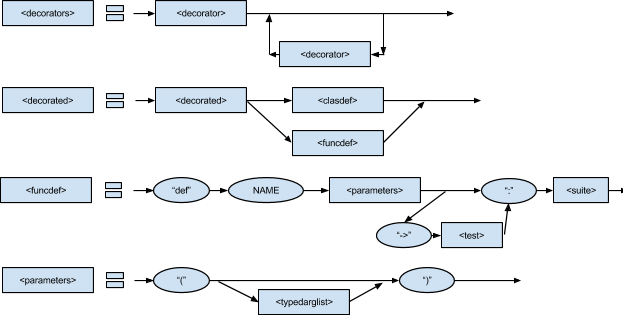 <decorators> <decorator>
<decorator>
<decorated> <decorated> <clasdef>
<funcdef>
<funcdef> “def” NAME <parameters> “:” <suite>
“->” <test>
<parameters> “(” “)”
<typedarglist>